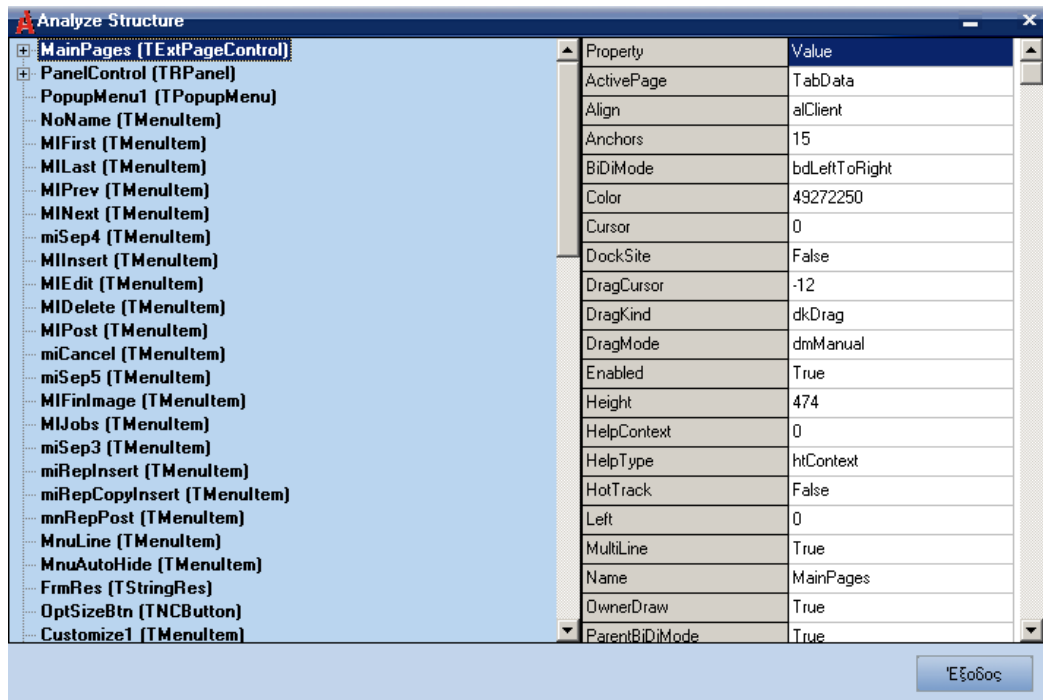 Analyze Structure
MainPages (TExtPageControl)
PanelControl (TRPanel)
PopupMenu1 (TPopupMenu)
NoName (TMenuItem)
MIFirst (TMenuItem)
MILast (TMenuItem)
MIPrev (TMenuItem)
MINext (TMenuItem)
miSep4 (TMenuItem)
MIInsert (TMenuItem)
MIEdit (TMenuItem)
MIDelete (TMenuItem)
MIPost (TMenuItem)
miCancel (TMenuItem)
miSep5 (TMenuItem)
MIFinImage (TMenuItem)
MIJobs (TMenuItem)
miSep3 (TMenuItem)
miRepInsert (TMenuItem)
miRepCopyInsert (TMenuItem)
mnRepPost (TMenuItem)
MnuLine (TMenuItem)
MnuAutoHide (TMenuItem)
FrmRes (TStringRes)
OptSizeBtn (TNCButton)
Customize1 (TMenuItem)
Property Value
ActivePage TabData
Align alClient
Anchors 15
BiDiMode bdLeftToRight
Color 49272250
Cursor 0
DockSite False
DragCursor -12
DragKind dkDrag
DragMode dmManual
Enabled True
Height 474
HelpContext 0
HelpType htContext
HotTrack False
Left 0
MultiLine True
Name MainPages
OwnerDraw True
ParentBiDiMode True
Έξοδος